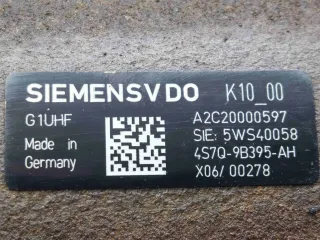 SIEMENSVDO K10_00
G1UHF A2C20000597
Made in SIE: 5WS40058
Germany 4S7Q-9B395-AH
X06/ 00278